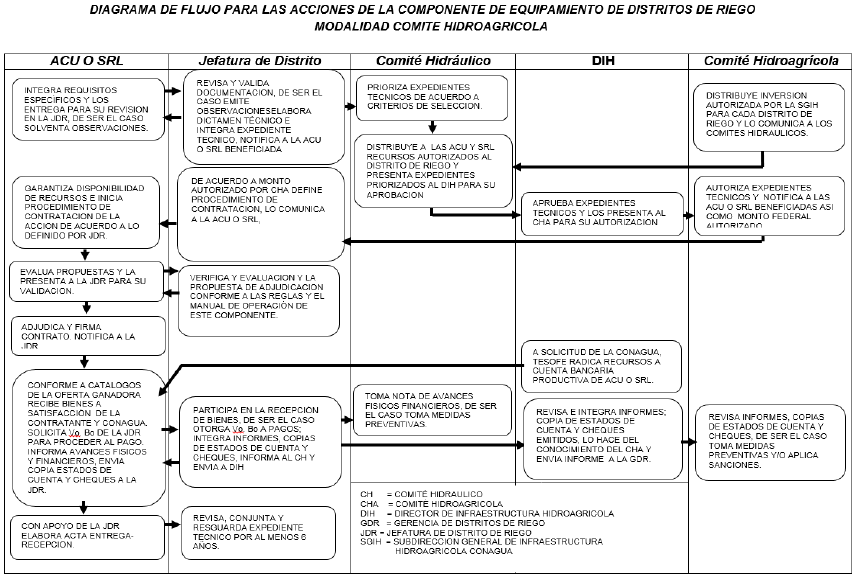 DIAGRAMA DE FLUJO PARA LAS ACCIONES DE LA COMPONENTE DE EQUIPAMIENTO DE DISTRITOS DE RIEGO
MODALIDAD COMITE HIDROAGRICOLA
ACU O SRL
Jefatura de Distrito
Comité Hidráulico
DIH
Comité Hidroagrícola
INTEGRA REQUISITOS
ESPECÍFICOS Y LOS
ENTREGA PARA SU REVISION
EN LA JDR, DE SER EL CASO
SOLVENTA OBSERVACIONES.
REVISA Y VALIDA
DOCUMENTACION, DE SER EL
CASO EMITE
OBSERVACIONESELABORA
DICTAMEN TÉCNICO E
INTEGRA EXPEDIENTE
TECNICO, NOTIFICA A LA ACU
O SRL BENEFICIADA
PRIORIZA EXPEDIENTES
TECNICOS DE ACUERDO A
CRITERIOS DE SELECCION.
DISTRIBUYE INVERSION
AUTORIZADA POR LA SGIH
PARA CADA DISTRITO DE
RIEGO Y LO COMUNICA A LOS
COMITES HIDRAULICOS.
DISTRIBUYE A LAS ACU Y SRL
RECURSOS AUTORIZADOS AL
DISTRITO DE RIEGO Y
PRESENTA EXPEDIENTES
PRIORIZADOS AL DIH PARA SU
APROBACION
GARANTIZA DISPONIBILIDAD
DE RECURSOS E INICIA
PROCEDIMIENTO DE
CONTRATACION DE LA
ACCION DE ACUERDO A LO
DEFINIDO POR JDR.
DE ACUERDO A MONTO
AUTORIZADO POR CHA DEFINE
PROCEDIMIENTO DE
CONTRATACION, LO COMUNICA
A LA ACU O SRL,
APRUEBA EXPEDIENTES
TECNICOS Y LOS PRESENTA AL
CHA PARA SU AUTORIZACION
AUTORIZA EXPEDIENTES
TECNICOS Y NOTIFICA A LAS
ACU O SRL BENEFICIADAS ASI
COMO MONTO FEDERAL
AUTORIZADO
EVALUA PROPUESTAS Y LA
PRESENTA A LA JDR PARA SU
VALIDACION.
VERIFICA Y EVALUACION Y LA
PROPUESTA DE ADJUDICACION
CONFORME A LAS REGLAS Y EL
MANUAL DE OPERACIÓN DE
ESTE COMPONENTE.
ADJUDICA Y FIRMA
CONTRATO. NOTIFICA A LA
JDR.
A SOLICITUD DE LA CONAGUA,
TESOFE RADICA RECURSOS A
CUENTA BANCARIA
PRODUCTIVA DE ACU O SRL.
CONFORME A CATALOGOS
DE LA OFERTA GANADORA
RECIBE BIENES A
SATISFACCION DE LA
CONTRATANTE Y CONAGUA.
SOLICITA Vo. Bo DE LA JDR
PARA PROCEDER AL PAGO.
INFORMA AVANCES FISICOS
Y FINANCIEROS, ENVIA
COPIA ESTADOS DE
CUENTA Y CHEQUES A LA
JDR.
PARTICIPA EN LA RECEPCION
DE BIENES, DE SER EL CASO
OTORGA Vo. Bo A PAGOS;
INTEGRA INFORMES, COPIAS
DE ESTADOS DE CUENTA Y
CHEQUES, INFORMA AL CH Y
ENVIA A DIH
TOMA NOTA DE AVANCES
FISICOS FINANCIEROS, DE SER
EL CASO TOMA MEDIDAS
PREVENTIVAS.
REVISA E INTEGRA INFORMES;
COPIA DE ESTADOS DE
CUENTA Y CHEQUES
EMITIDOS, LO HACE DEL
CONOCIMIENTO DEL CHA Y
ENVIA INFORME A LA GDR.
REVISA INFORMES, COPIAS
DE ESTADOS DE CUENTA Y
CHEQUES, DE SER EL CASO
TOMA MEDIDAS
PREVENTIVAS Y/O APLICA
SANCIONES.
CON APOYO DE LA JDR
ELABORA ACTA ENTREGA-
RECEPCION.
REVISA, CONJUNTA Y
RESGUARDA EXPEDIENTE
TECNICO POR AL MENOS 6
AÑOS.
CH = COMITÉ HIDRAULICO
CHA = COMITÉ HIDROAGRÍCOLA
DIH = DIRECTOR DE INFRAESTRUCTURA HIDROAGRICOLA
GDR = GERENCIA DE DISTRITOS DE RIEGO
JDR = JEFATURA DE DISTRITO DE RIEGO
SGIH = SUBDIRECCION GENERAL DE INFRAESTRUCTURA
HIDROAGRICOLA CONAGUA.